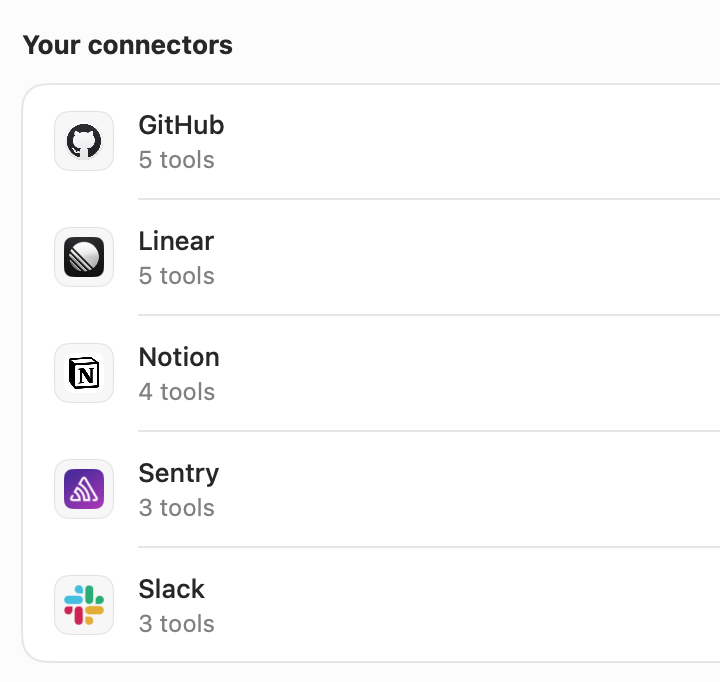 Your connectors
GitHub
5 tools
Linear
5 tools
N
Notion
4 tools
Sentry
3 tools
Slack
3 tools